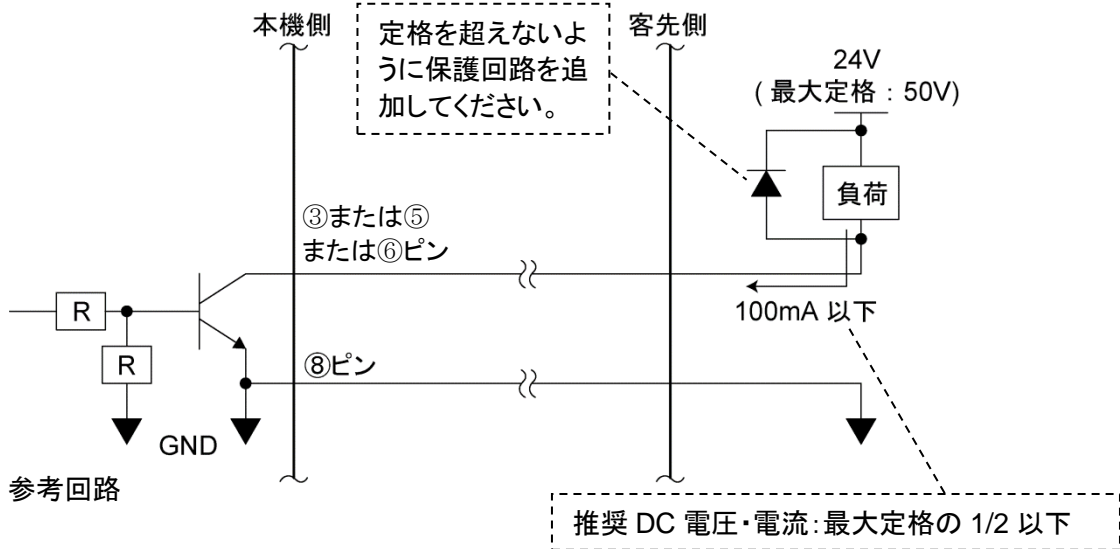 本機側
客先側
定格を超えないよ
うに保護回路を追
加してください。
24V
(最大定格：50V)
負荷
③または⑤
または⑥ピン
100mA 以下
R
R
⑧ピン
GND
参考回路
推奨 DC 電圧・電流：最大定格の 1/2 以下